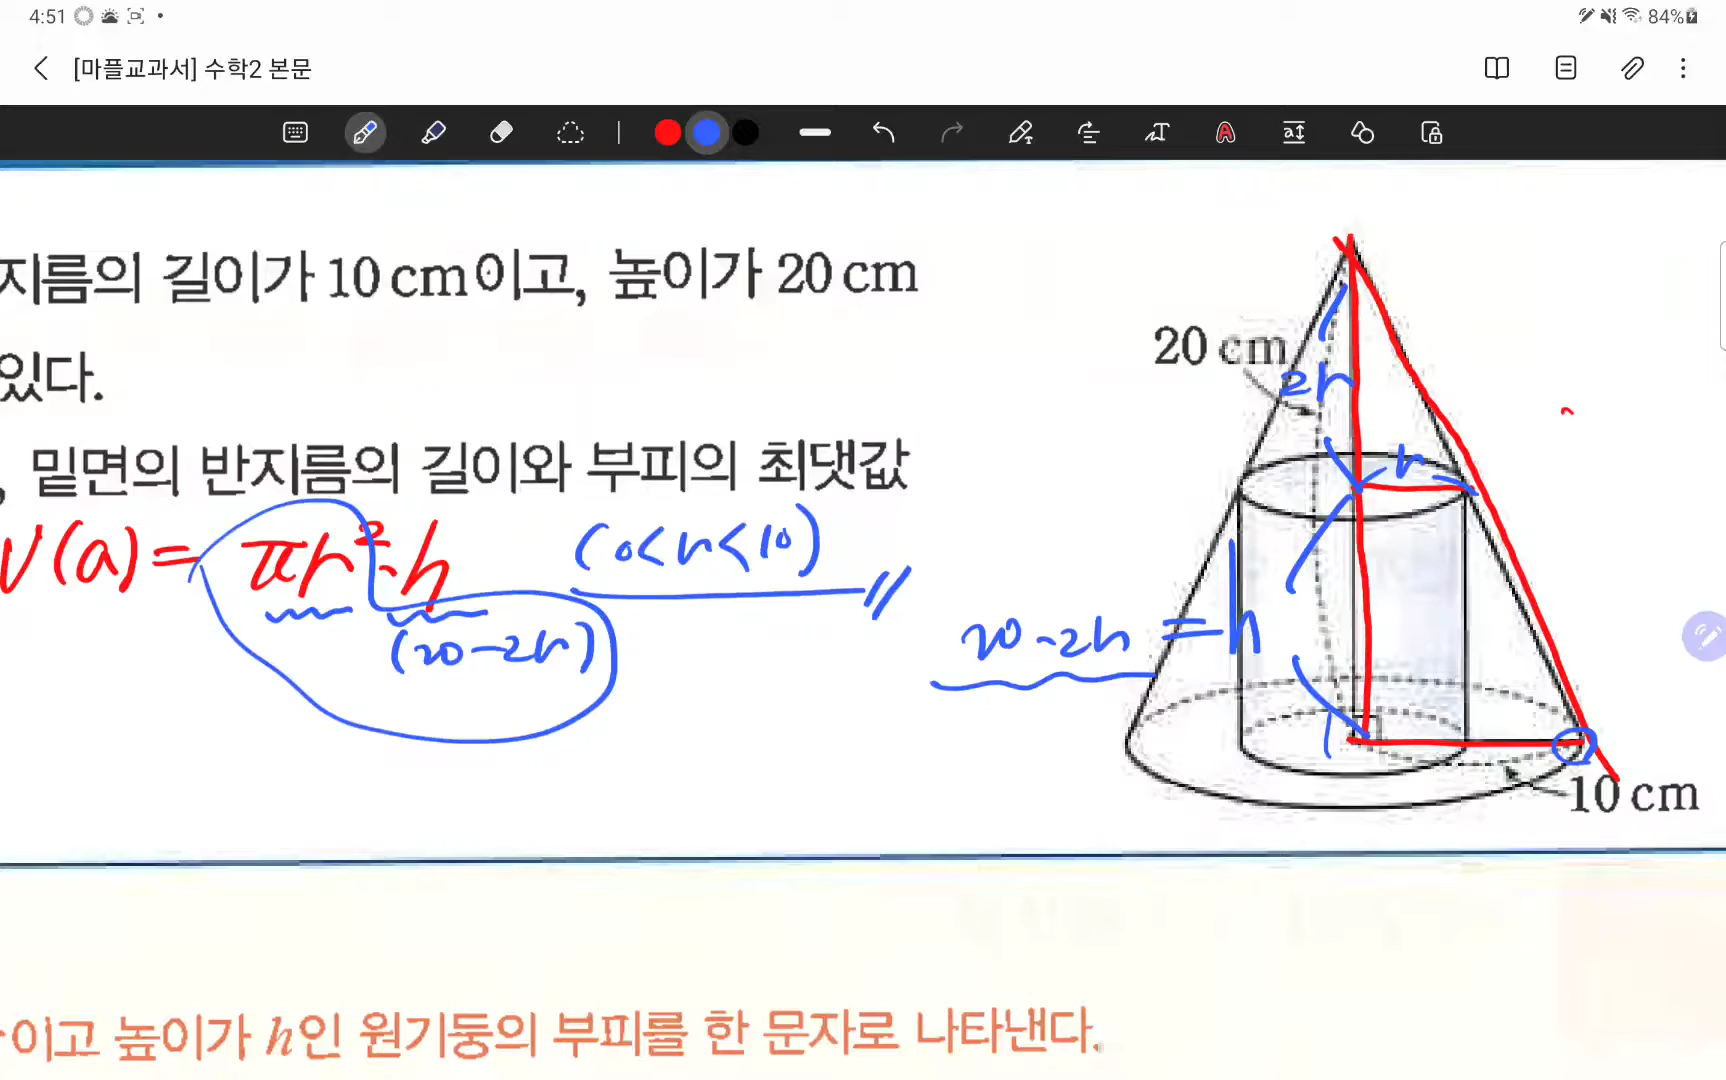 4:51
84%
[마플교과서] 수학2 본문
지름의 길이가 10 cm이고, 높이가 20 cm
있다.
, 밑면의 반지름의 길이와 부피의 최댓값
V(a) = πr²·h (0<r<10)
(20-2r)
20-2r = h
20 cm
2r
r
10 cm
이고 높이가 h인 원기둥의 부피를 한 문자로 나타낸다.